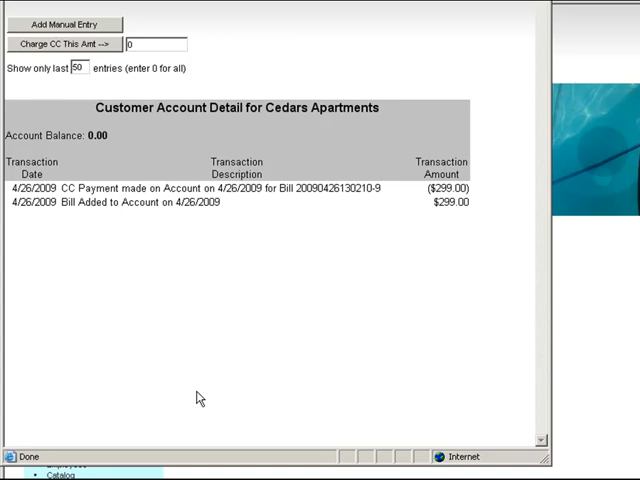 Add Manual Entry
Charge CC This Amt --> 0
Show only last 50 entries (enter 0 for all)
Customer Account Detail for Cedars Apartments
Account Balance: 0.00
Transaction Transaction Transaction
Date Description Amount
4/26/2009 CC Payment made on Account on 4/26/2009 for Bill 20090426130210-9 ($299.00)
4/26/2009 Bill Added to Account on 4/26/2009 $299.00
Done Internet
Catalog